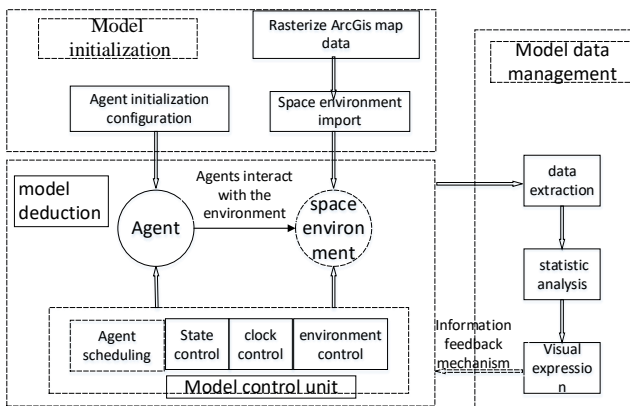 Model
initialization
Rasterize ArcGis map
data
Agent initialization
configuration
Space environment
import
Model data
management
model
deduction
Agents interact
with the
environment
Agent
space
environ
ment
data
extraction
statistic
analysis
Visual
expressio
n
Information
feedback
mechanism
Agent
scheduling
State
control
clock
control
environment
control
Model control unit